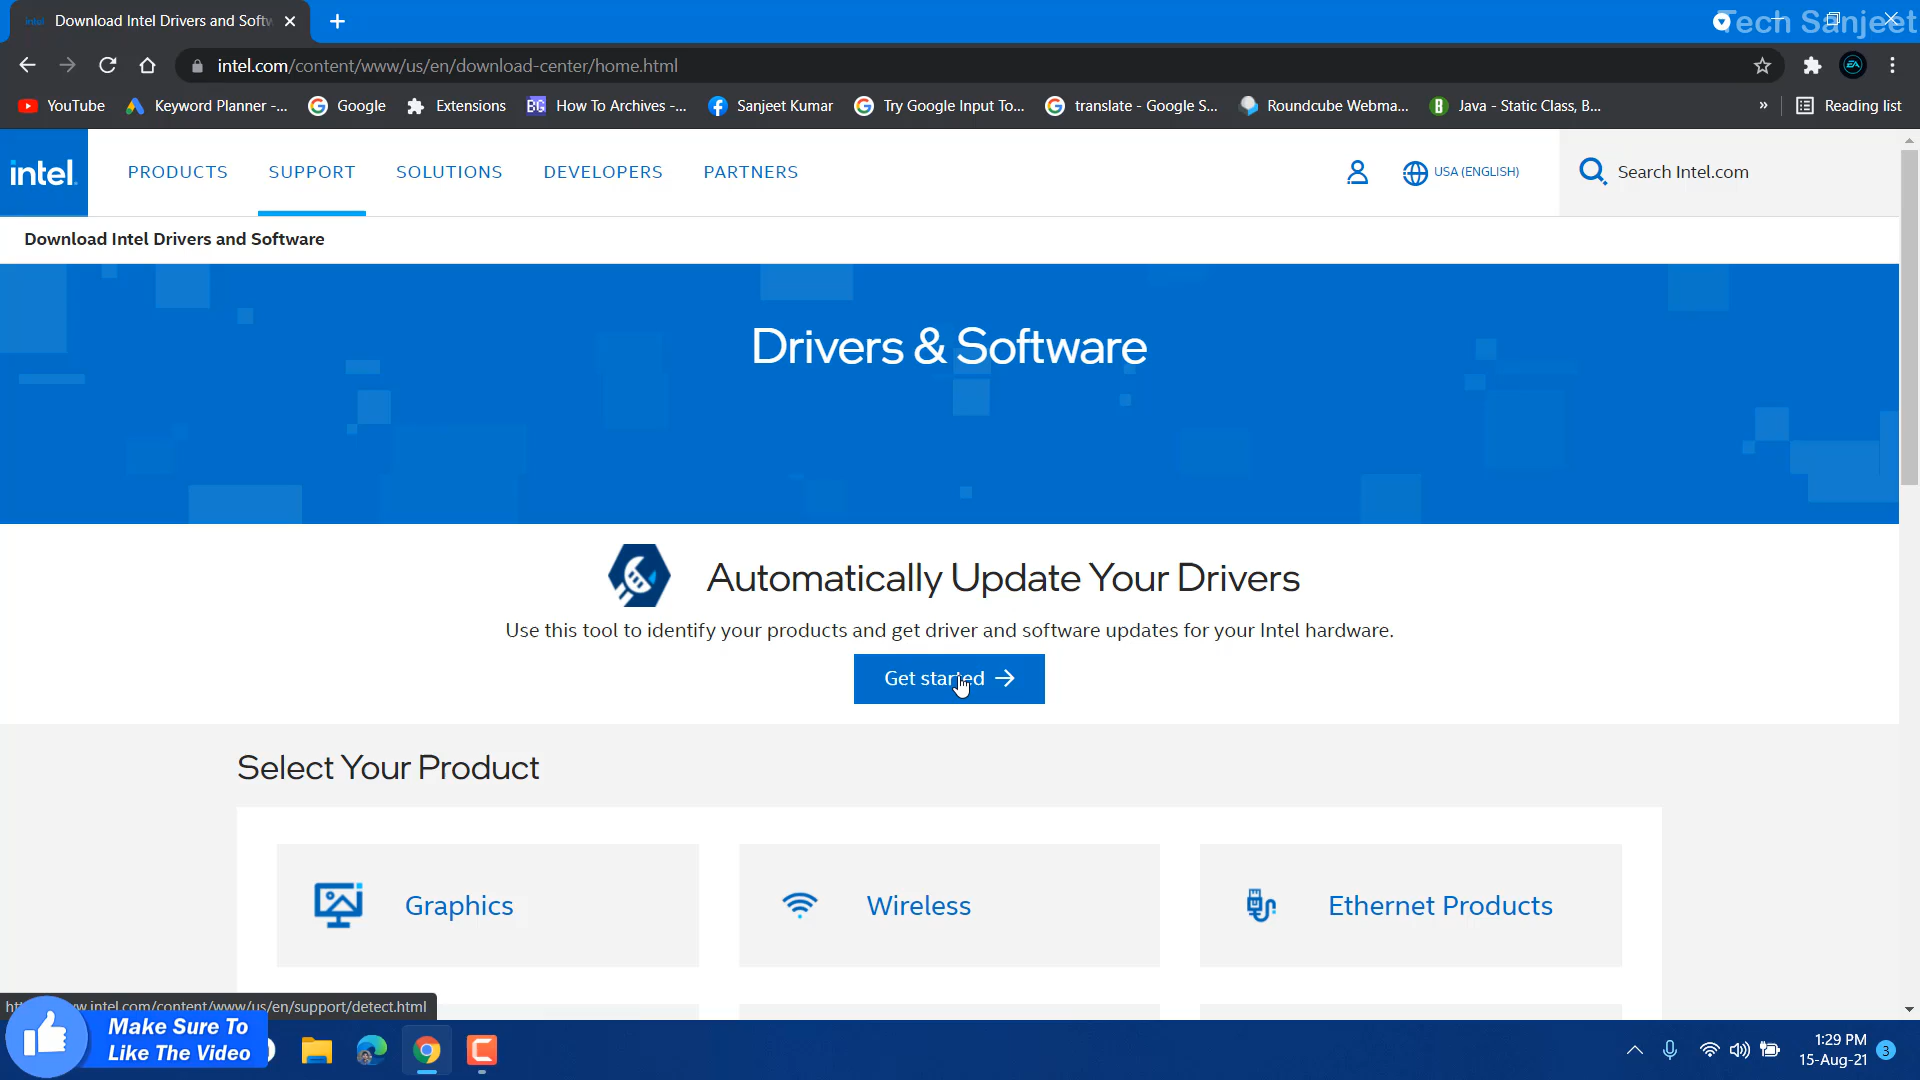 Download Intel Drivers and Softw
Tech Sanjeet
intel.com/content/www/us/en/download-center/home.html
YouTube
Keyword Planner -...
Google
Extensions
How To Archives -...
Sanjeet Kumar
Try Google Input To...
translate - Google S...
Roundcube Webma...
Java - Static Class, B...
»
Reading list
intel.
PRODUCTS
SUPPORT
SOLUTIONS
DEVELOPERS
PARTNERS
USA (ENGLISH)
Search Intel.com
Download Intel Drivers and Software
Drivers & Software
Automatically Update Your Drivers
Use this tool to identify your products and get driver and software updates for your Intel hardware.
Get started
Select Your Product
Graphics
Wireless
Ethernet Products
w.intel.com/content/www/us/en/support/detect.html
Make Sure To
Like The Video
1:29 PM
15-Aug-21
3